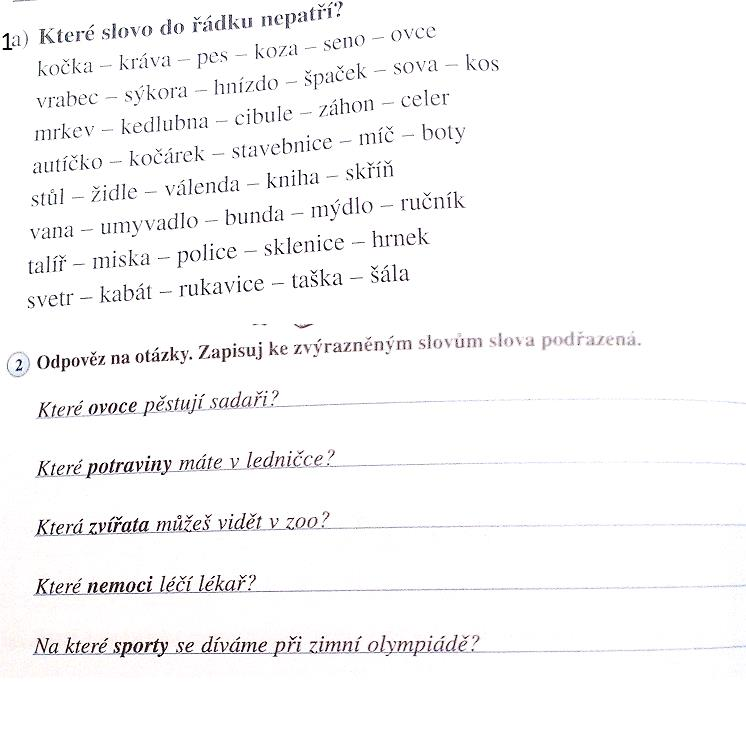 1a) Které slovo do řádku nepatří?
kočka – kráva – pes – koza – seno – ovce
vrabec – sýkora – hnízdo – špaček – sova – kos
mrkev – kedlubna – cibule – záhon – celer
autíčko – kočárek – stavebnice – míč – boty
stůl – židle – válenda – kniha – skříň
vana – umyvadlo – bunda – mýdlo – ručník
talíř – miska – police – sklenice – hrnek
svetr – kabát – rukavice – taška – šála
2 Odpověz na otázky. Zapisuj ke zvýrazněným slovům slova podřazená.
Které ovoce pěstují sadaři?
Které potraviny máte v ledničce?
Která zvířata můžeš vidět v zoo?
Které nemoci léčí lékař?
Na které sporty se díváme při zimní olympiádě?